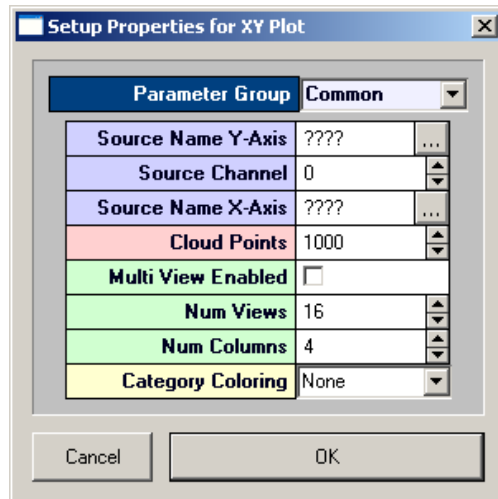 Setup Properties for XY Plot
Parameter Group Common
Source Name Y-Axis ???? ...
Source Channel 0
Source Name X-Axis ???? ...
Cloud Points 1000
Multi View Enabled
Num Views 16
Num Columns 4
Category Coloring None
Cancel OK